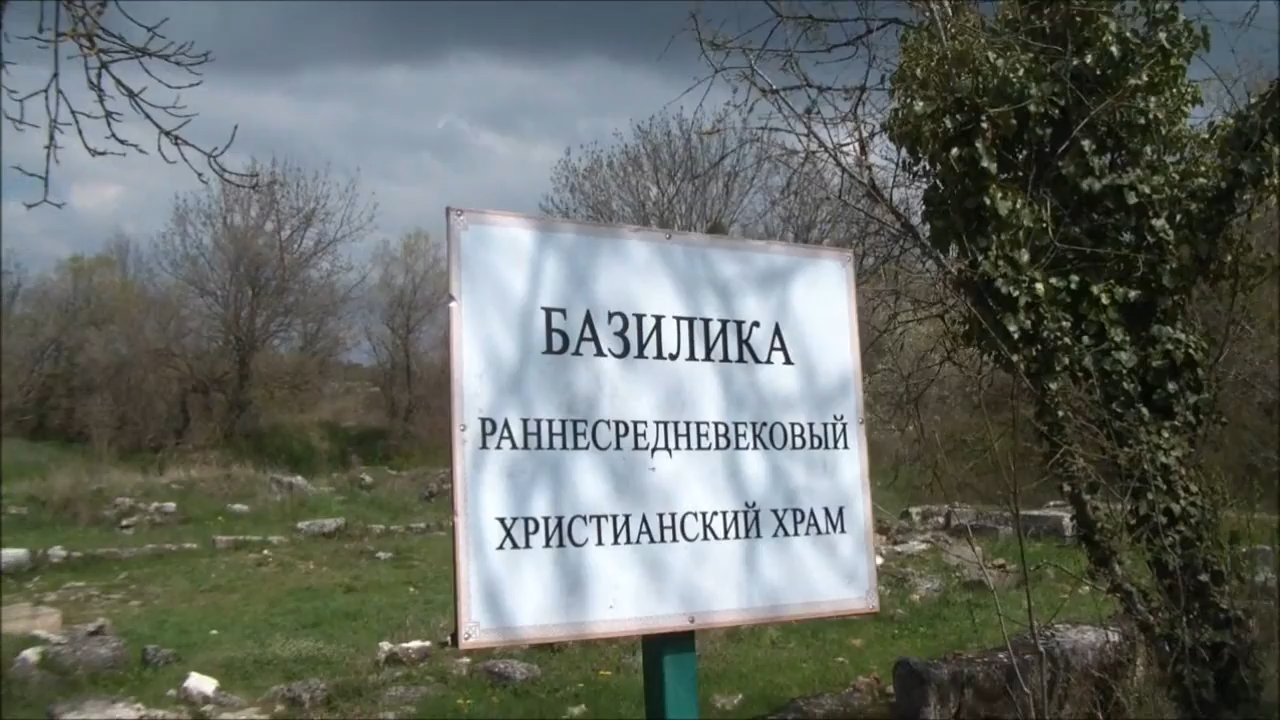 БАЗИЛИКА
РАННЕСРЕДНЕВЕКОВЫЙ
ХРИСТИАНСКИЙ ХРАМ